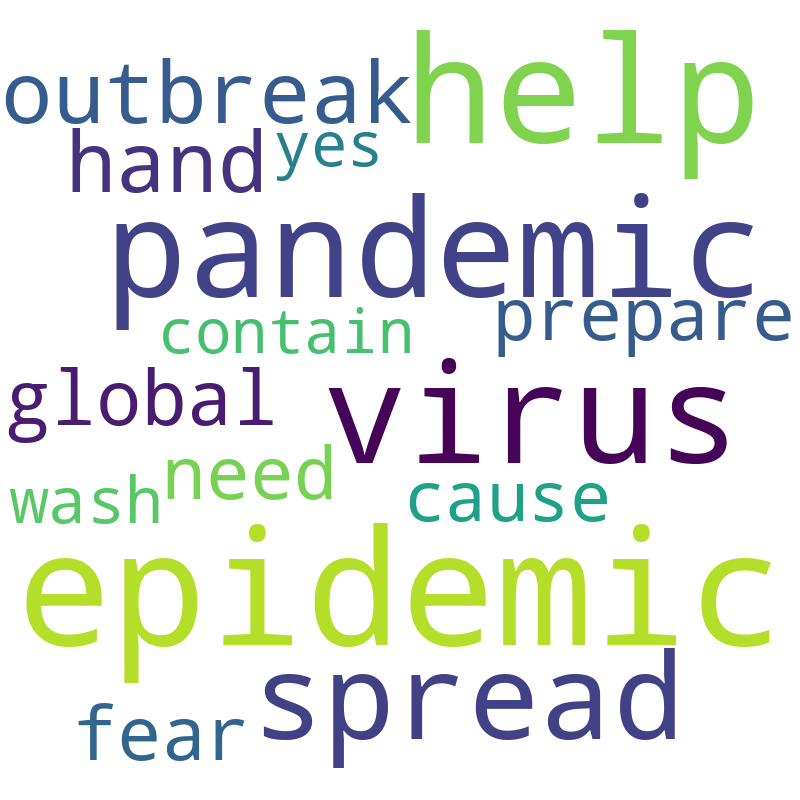 help
outbreak
hand yes
pandemic
contain prepare
global virus
need
wash cause
epidemic
spread
fear